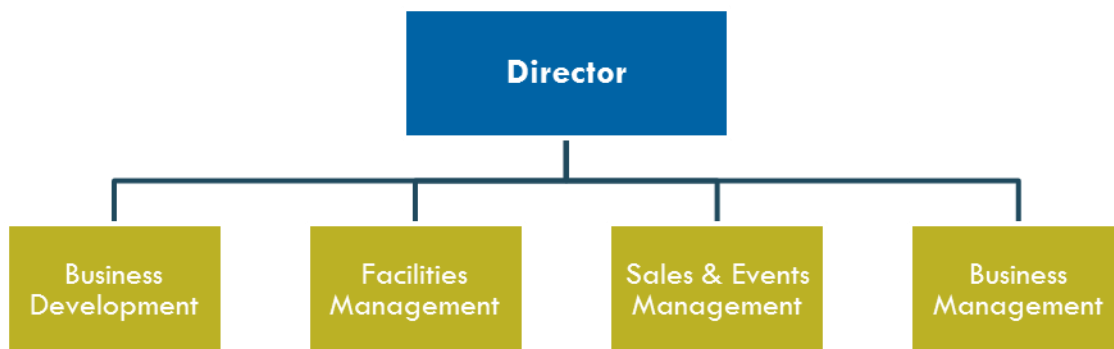 Director
Business
Development
Facilities
Management
Sales & Events
Management
Business
Management